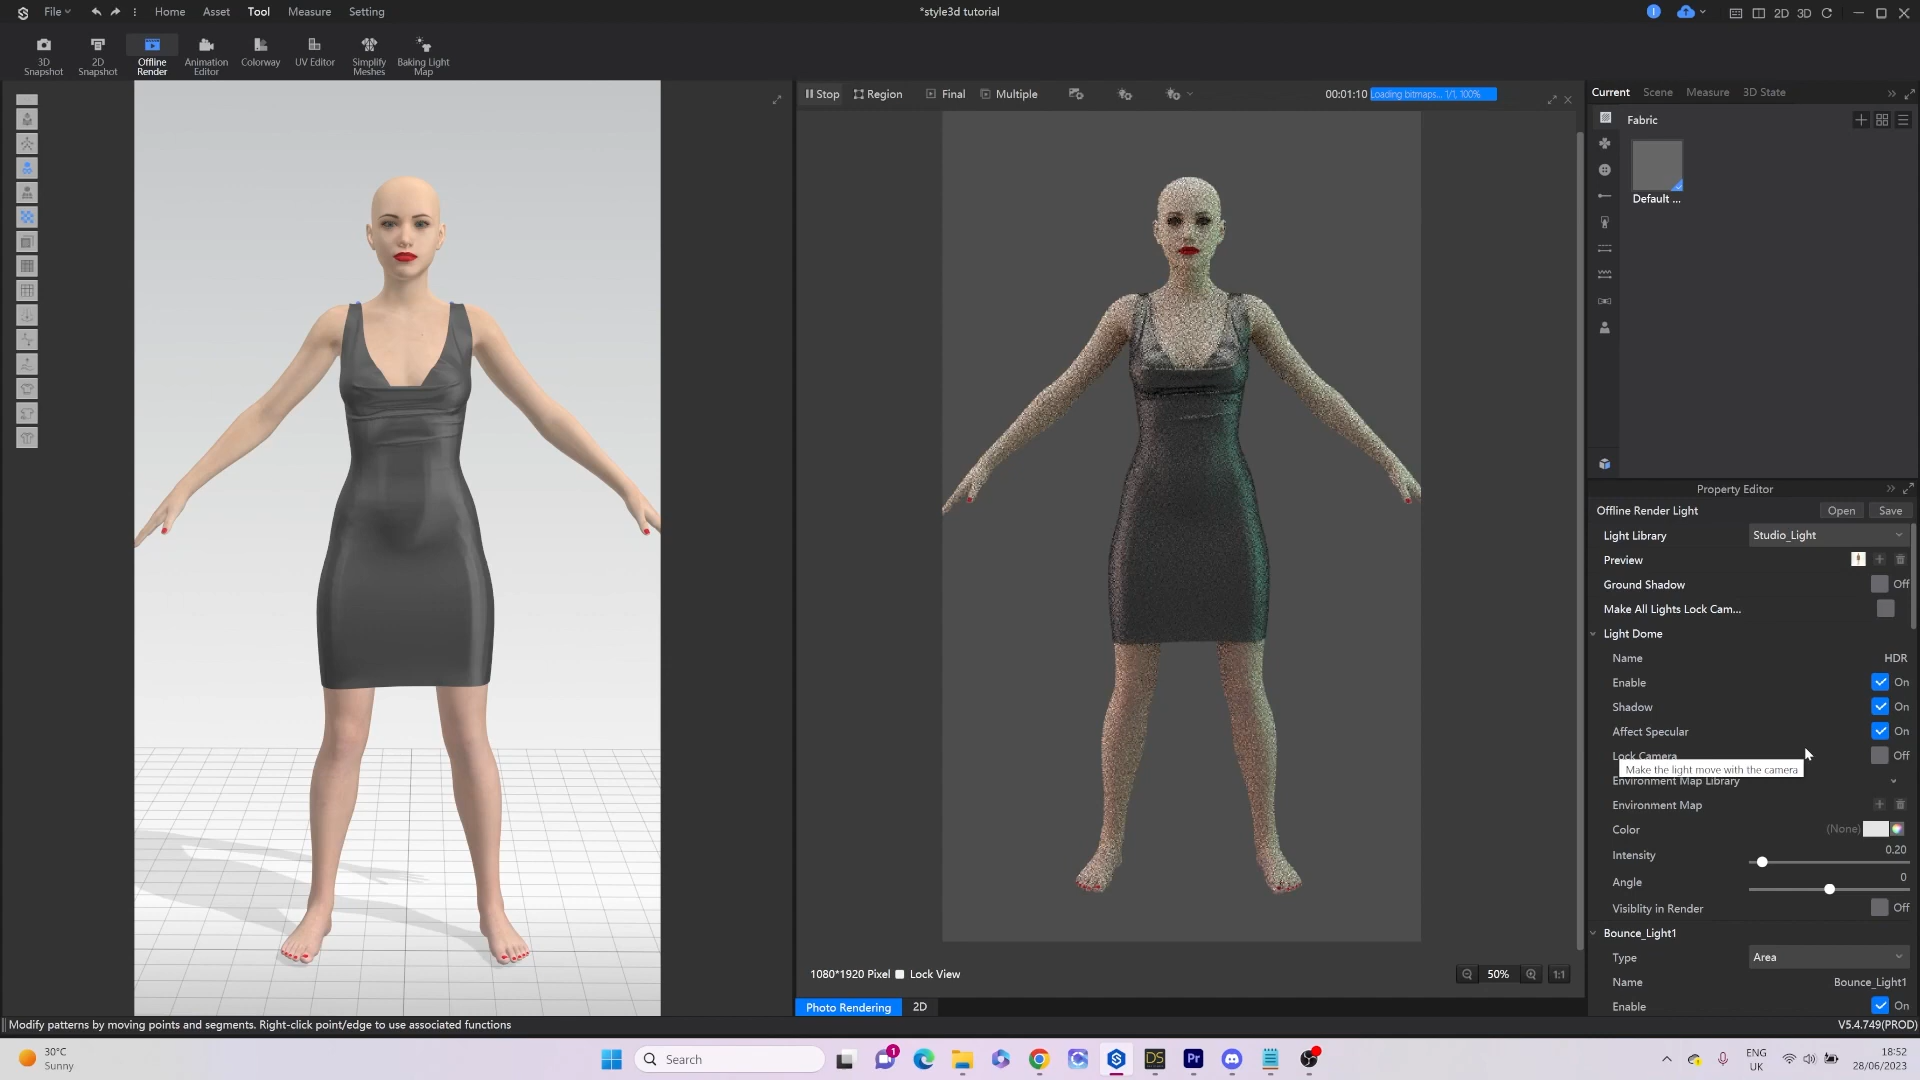 File
Home
Asset
Tool
Measure
Setting
*style3d tutorial
2D
3D
3D
Snapshot
2D
Snapshot
Offline
Render
Animation
Editor
Colorway
UV Editor
Simplify
Meshes
Baking Light
Map
Stop
Region
Final
Multiple
00:01:10
Loading bitmaps... 1/1, 100%
1080*1920 Pixel
Lock View
50%
1:1
Photo Rendering
2D
Current
Scene
Measure
3D State
Fabric
Default ...
Property Editor
Offline Render Light
Open
Save
Light Library
Studio_Light
Preview
Ground Shadow
Off
Make All Lights Lock Cam...
Light Dome
Name
HDR
Enable
On
Shadow
On
Affect Specular
On
Lock Camera
Off
Make the light move with the camera
Environment Map Library
Environment Map
Color
(None)
Intensity
0.20
Angle
0
Visiblity in Render
Off
Bounce_Light1
Type
Area
Name
Bounce_Light1
Enable
On
Modify patterns by moving points and segments. Right-click point/edge to use associated functions
V5.4.749(PROD)
30°C
Sunny
Search
1
DS
Pr
ENG
UK
18:52
28/06/2023